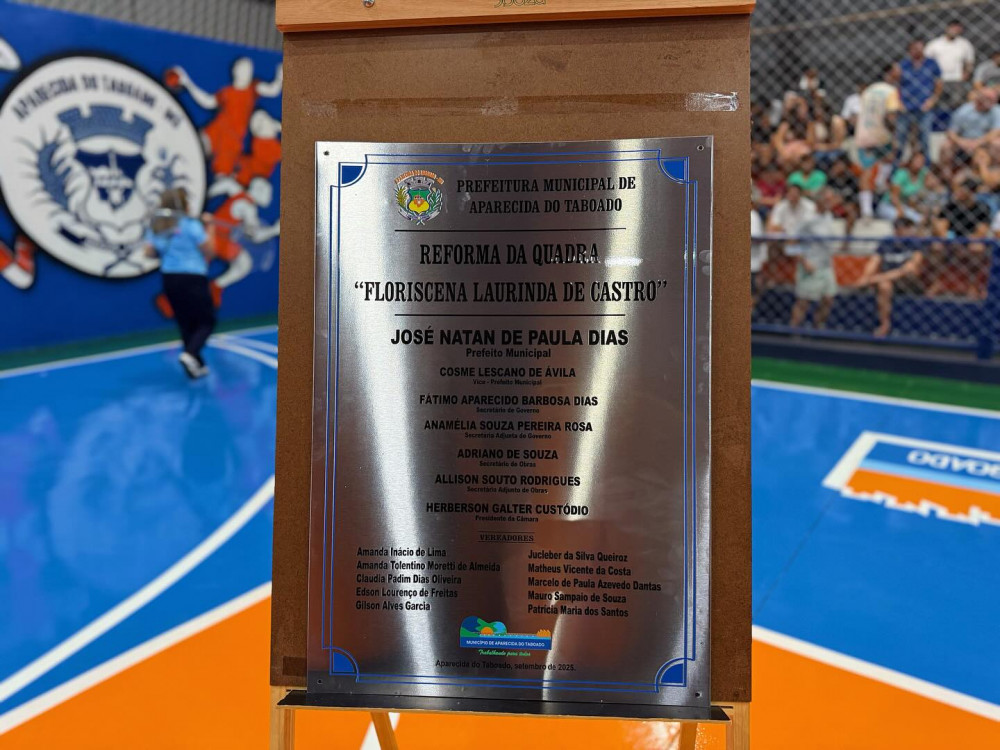 APARECIDA DO TABOADO - MS
PREFEITURA MUNICIPAL DE
APARECIDA DO TABOADO
REFORMA DA QUADRA
“FLORISCENA LAURINDA DE CASTRO”
JOSÉ NATAN DE PAULA DIAS
Prefeito Municipal
COSME LESCANO DE ÁVILA
Vice - Prefeito Municipal
FÁTIMO APARECIDO BARBOSA DIAS
Secretário de Governo
ANAMÉLIA SOUZA PEREIRA ROSA
Secretária Adjunta de Governo
ADRIANO DE SOUZA
Secretário de Obras
ALLISON SOUTO RODRIGUES
Secretário Adjunto de Obras
HERBERSON GALTER CUSTÓDIO
Presidente da Câmara
VEREADORES
Amanda Inácio de Lima
Amanda Tolentino Moretti de Almeida
Claudia Padim Dias Oliveira
Edson Lourenço de Freitas
Gilson Alves Garcia
Jucleber da Silva Queiroz
Matheus Vicente da Costa
Marcelo de Paula Azevedo Dantas
Mauro Sampaio de Souza
Patrícia Maria dos Santos
MUNICÍPIO DE APARECIDA DO TABOADO
Trabalhando para todos
Aparecida do Taboado, setembro de 2025.